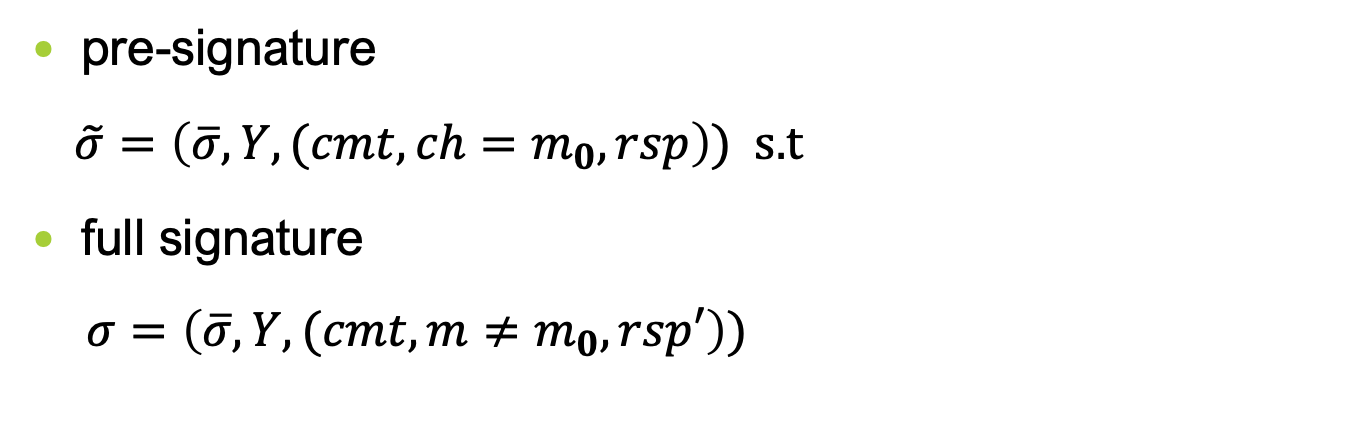 • pre-signature
σ̃ = (σ̄, Y, (cmt, ch = m₀, rsp)) s.t
• full signature
σ = (σ̄, Y, (cmt, m ≠ m₀, rsp′))